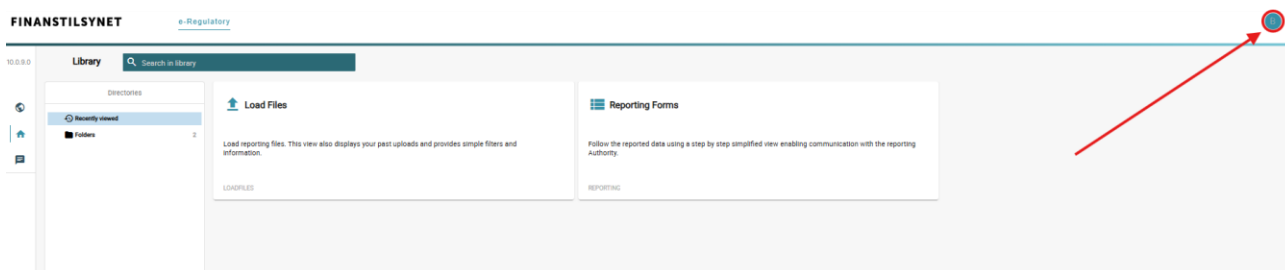 FINANSTILSYNET
e-Regulatory
10.0.9.0
Library
Search in library
Directories
Recently viewed
Folders
2
Load Files
Load reporting files. This view also displays your past uploads and provides simple filters and
information.
LOADFILES
Reporting Forms
Follow the reported data using a step by step simplified view enabling communication with the reporting
Authority.
REPORTING